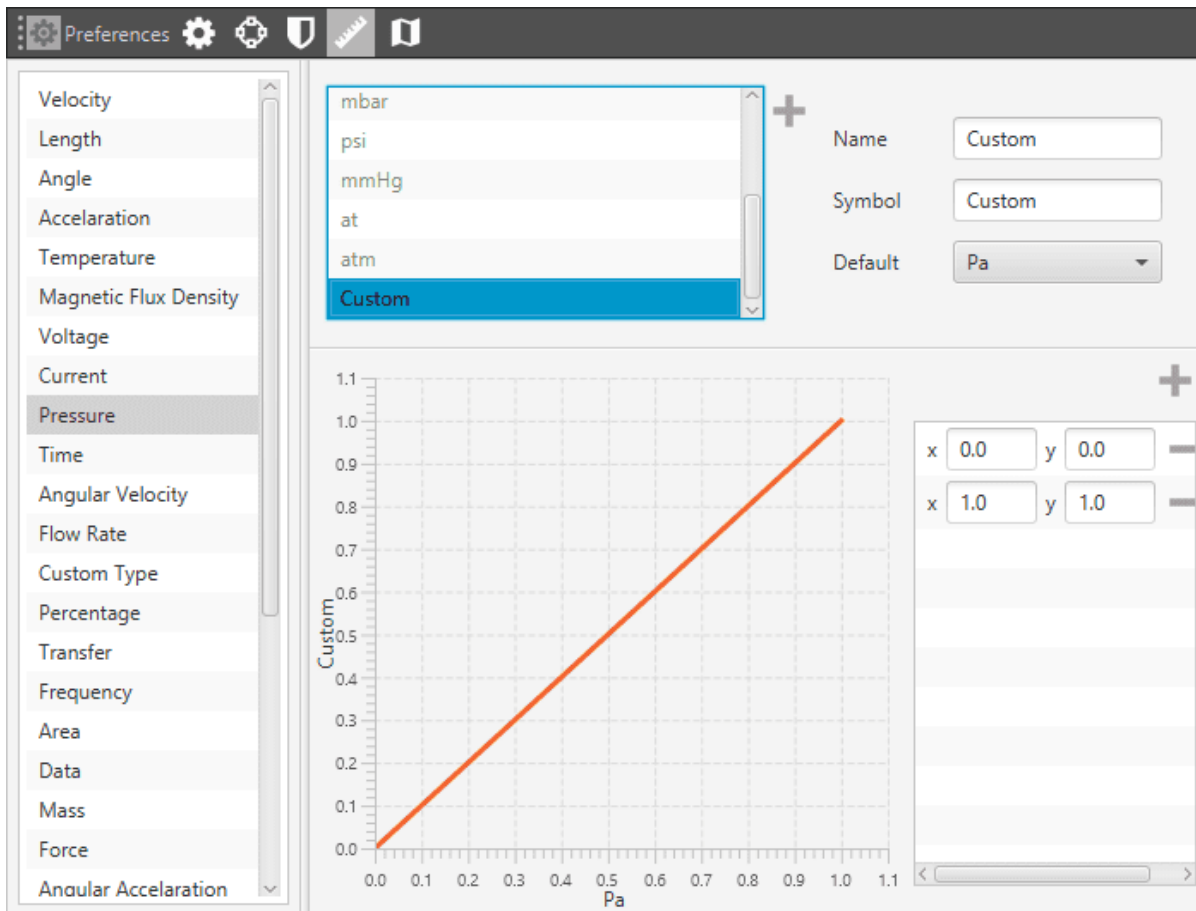 Preferences
Velocity
Length
Angle
Accelaration
Temperature
Magnetic Flux Density
Voltage
Current
Pressure
Time
Angular Velocity
Flow Rate
Custom Type
Percentage
Transfer
Frequency
Area
Data
Mass
Force
Angular Accelaration
mbar
psi
mmHg
at
atm
Custom
Name Custom
Symbol Custom
Default Pa
1.1
1.0
0.9
0.8
0.7
0.6
0.5
0.4
0.3
0.2
0.1
0.0
Custom
0.0 0.1 0.2 0.3 0.4 0.5 0.6 0.7 0.8 0.9 1.0 1.1
Pa
x 0.0 y 0.0
x 1.0 y 1.0